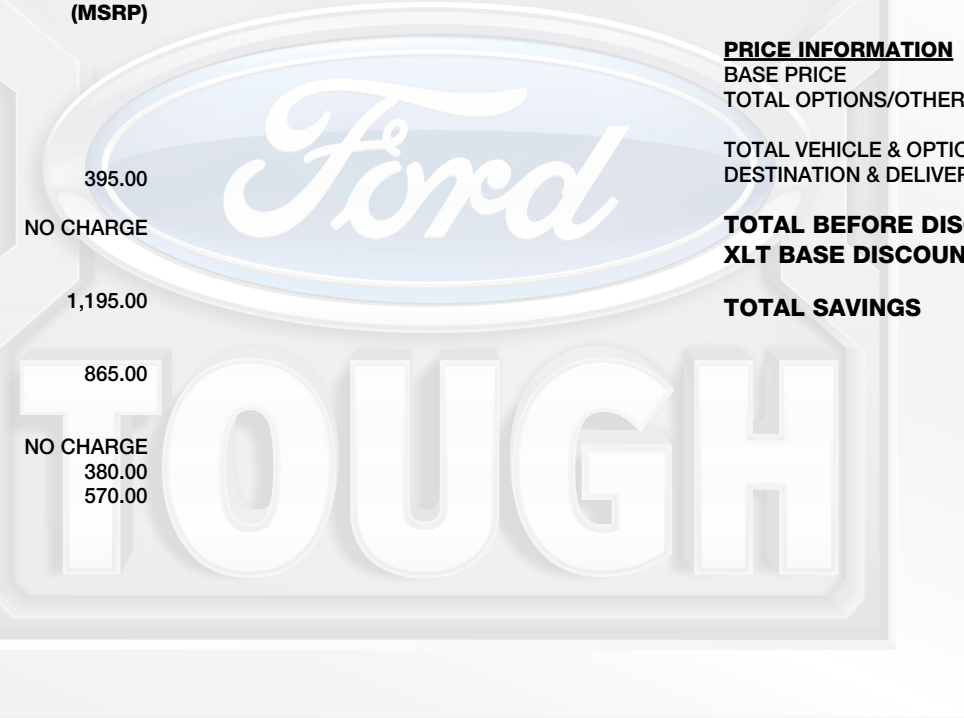 (MSRP)
395.00
NO CHARGE
1,195.00
865.00
NO CHARGE
380.00
570.00
PRICE INFORMATION
BASE PRICE
TOTAL OPTIONS/OTHER
TOTAL VEHICLE & OPTIO
DESTINATION & DELIVER
TOTAL BEFORE DIS
XLT BASE DISCOUN
TOTAL SAVINGS
Ford
TOUGH